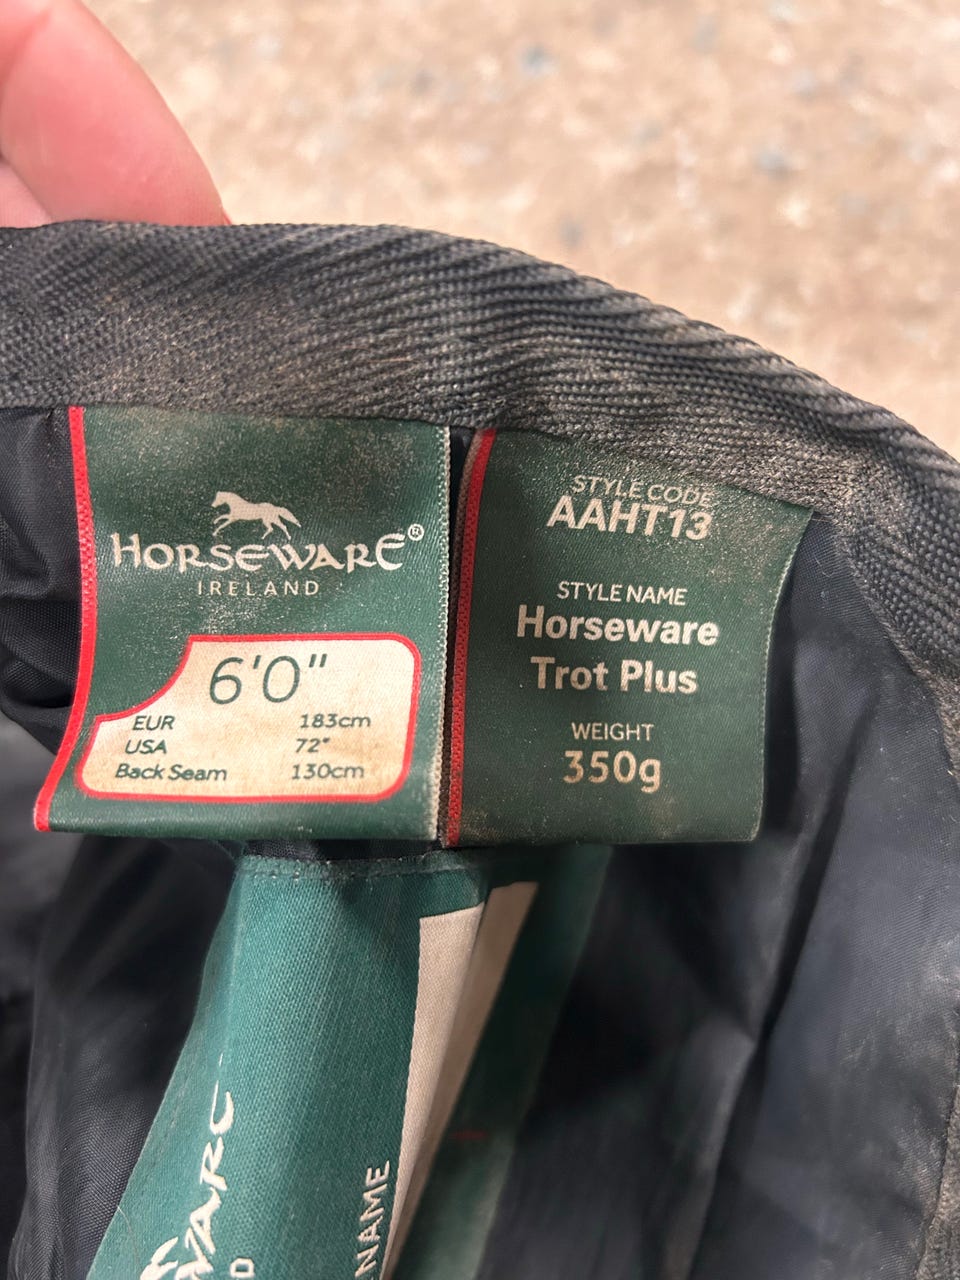 HORSEWARE®
IRELAND
6'0"
EUR 183cm
USA 72"
Back Seam 130cm
STYLE CODE
AAHT13
STYLE NAME
Horseware
Trot Plus
WEIGHT
350g
NAME